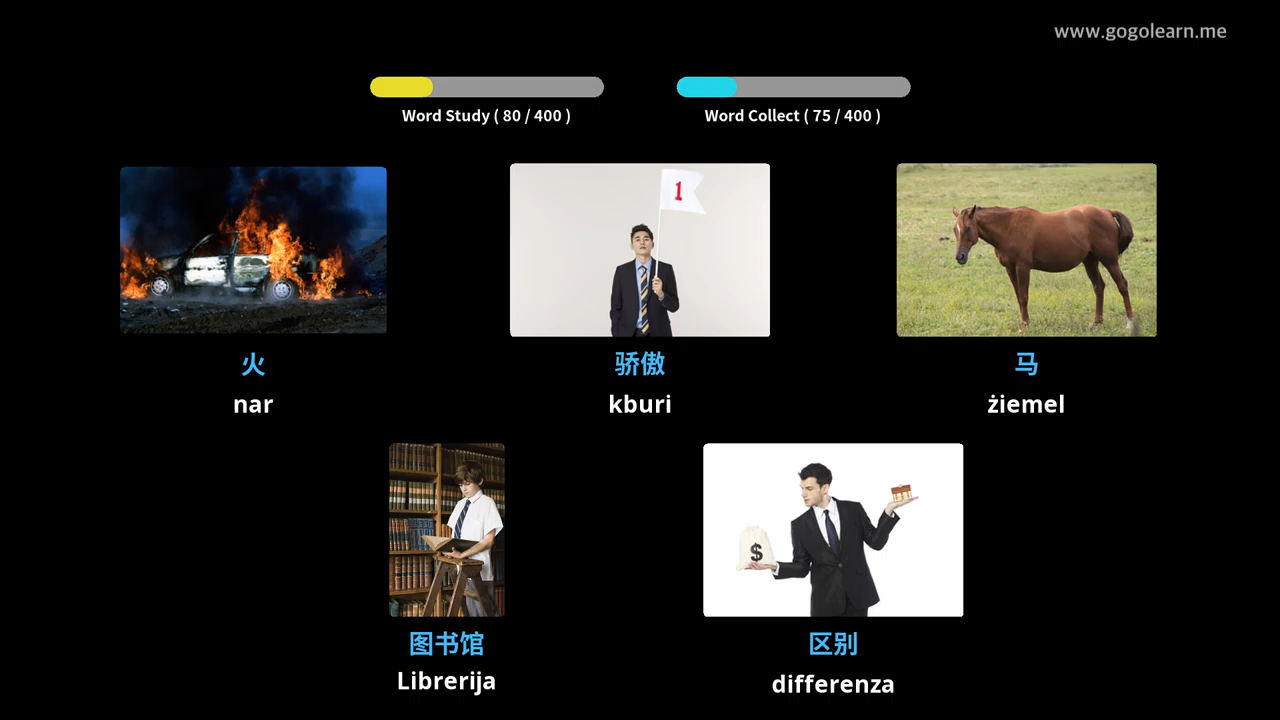 www.gogolearn.me
Word Study ( 80 / 400 )
Word Collect ( 75 / 400 )
1
火
nar
骄傲
kburi
马
żiemel
$
图书馆
Librerija
区别
differenza